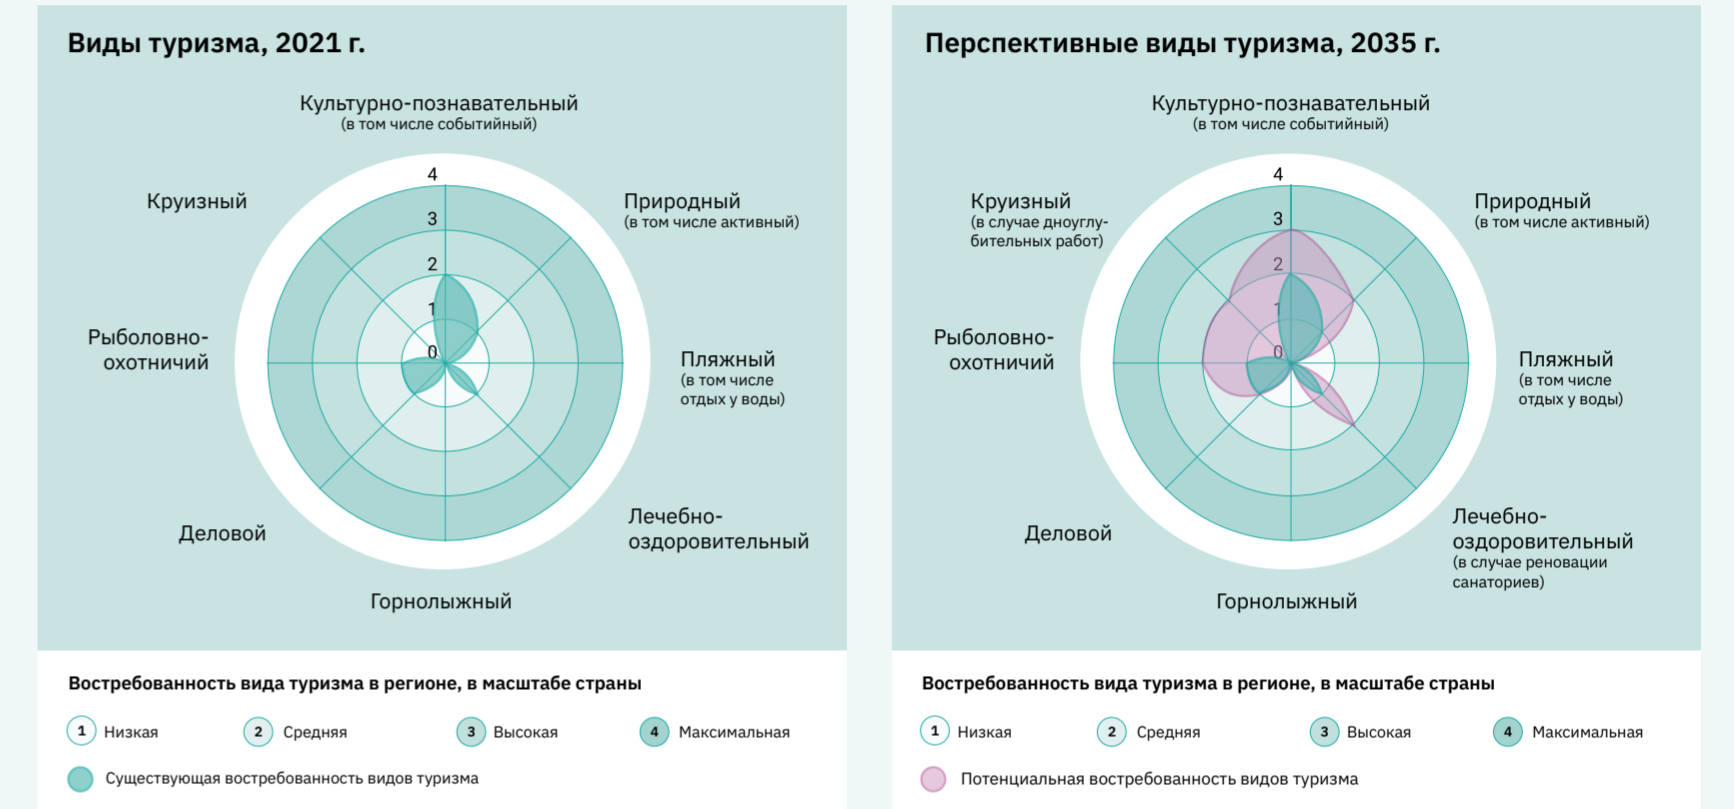 Виды туризма, 2021 г.
Культурно-познавательный
(в том числе событийный)
Круизный
Природный
(в том числе активный)
4
3
2
1
0
Рыболовно-
охотничий
Пляжный
(в том числе
отдых у воды)
Деловой
Лечебно-
оздоровительный
Горнолыжный
Востребованность вида туризма в регионе, в масштабе страны
1 Низкая
2 Средняя
3 Высокая
4 Максимальная
Существующая востребованность видов туризма
Перспективные виды туризма, 2035 г.
Культурно-познавательный
(в том числе событийный)
Круизный
(в случае дноуглу-
бительных работ)
Природный
(в том числе активный)
4
3
2
1
0
Рыболовно-
охотничий
Пляжный
(в том числе
отдых у воды)
Деловой
Лечебно-
оздоровительный
(в случае реновации
санаториев)
Горнолыжный
Востребованность вида туризма в регионе, в масштабе страны
1 Низкая
2 Средняя
3 Высокая
4 Максимальная
Потенциальная востребованность видов туризма